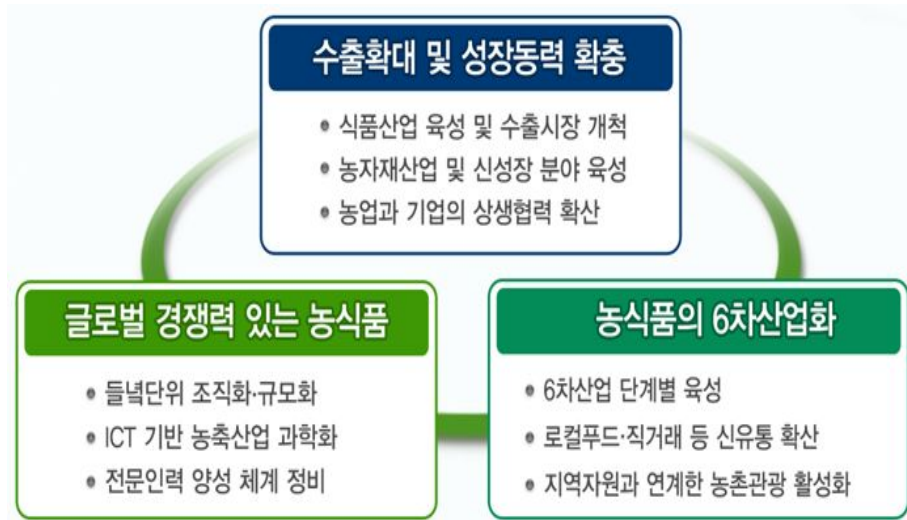 수출확대 및 성장동력 확충
• 식품산업 육성 및 수출시장 개척
• 농자재산업 및 신성장 분야 육성
• 농업과 기업의 상생협력 확산
글로벌 경쟁력 있는 농식품
• 들녘단위 조직화·규모화
• ICT 기반 농축산업 과학화
• 전문인력 양성 체계 정비
농식품의 6차산업화
• 6차산업 단계별 육성
• 로컬푸드·직거래 등 신유통 확산
• 지역자원과 연계한 농촌관광 활성화